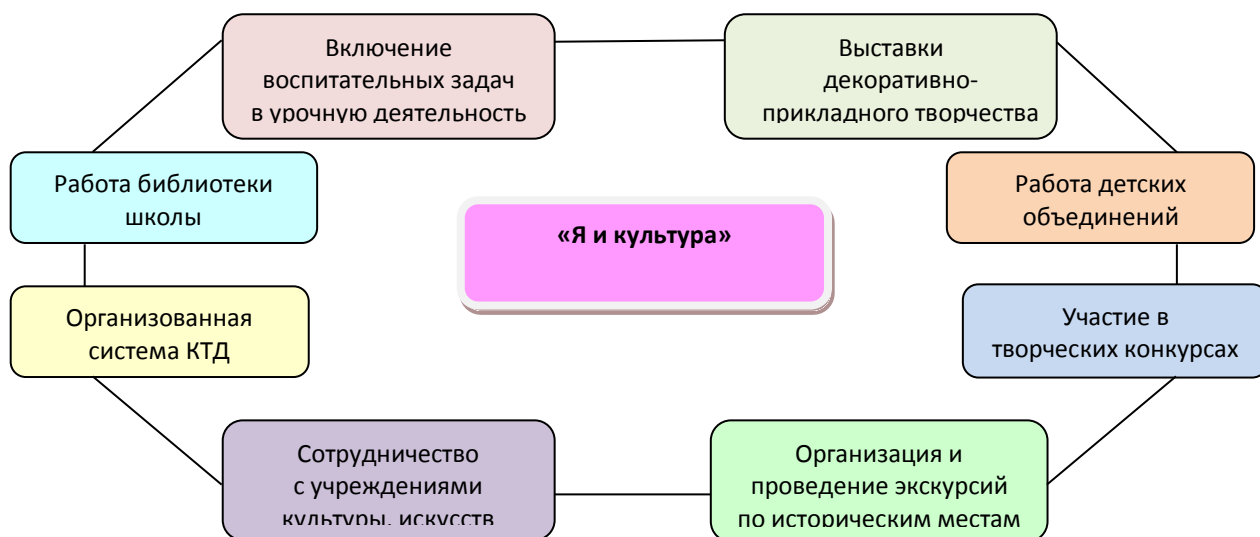 Включение
воспитательных задач
в урочную деятельность
Выставки
декоративно-
прикладного творчества
Работа библиотеки
школы
«Я и культура»
Работа детских
объединений
Организованная
система КТД
Участие в
творческих конкурсах
Сотрудничество
с учреждениями
культуры, искусств
Организация и
проведение экскурсий
по историческим местам